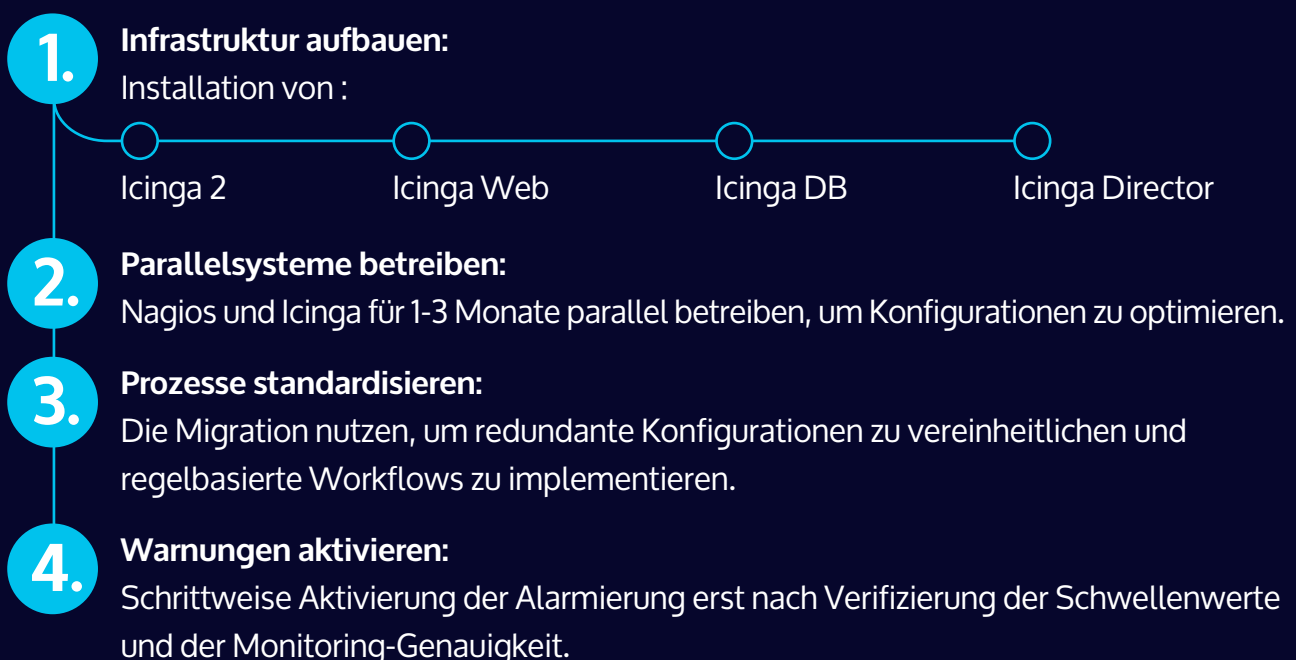 1.
Infrastruktur aufbauen:
Installation von :
Icinga 2 Icinga Web Icinga DB Icinga Director
2.
Parallelsysteme betreiben:
Nagios und Icinga für 1-3 Monate parallel betreiben, um Konfigurationen zu optimieren.
3.
Prozesse standardisieren:
Die Migration nutzen, um redundante Konfigurationen zu vereinheitlichen und
regelbasierte Workflows zu implementieren.
4.
Warnungen aktivieren:
Schrittweise Aktivierung der Alarmierung erst nach Verifizierung der Schwellenwerte
und der Monitoring-Genauigkeit.